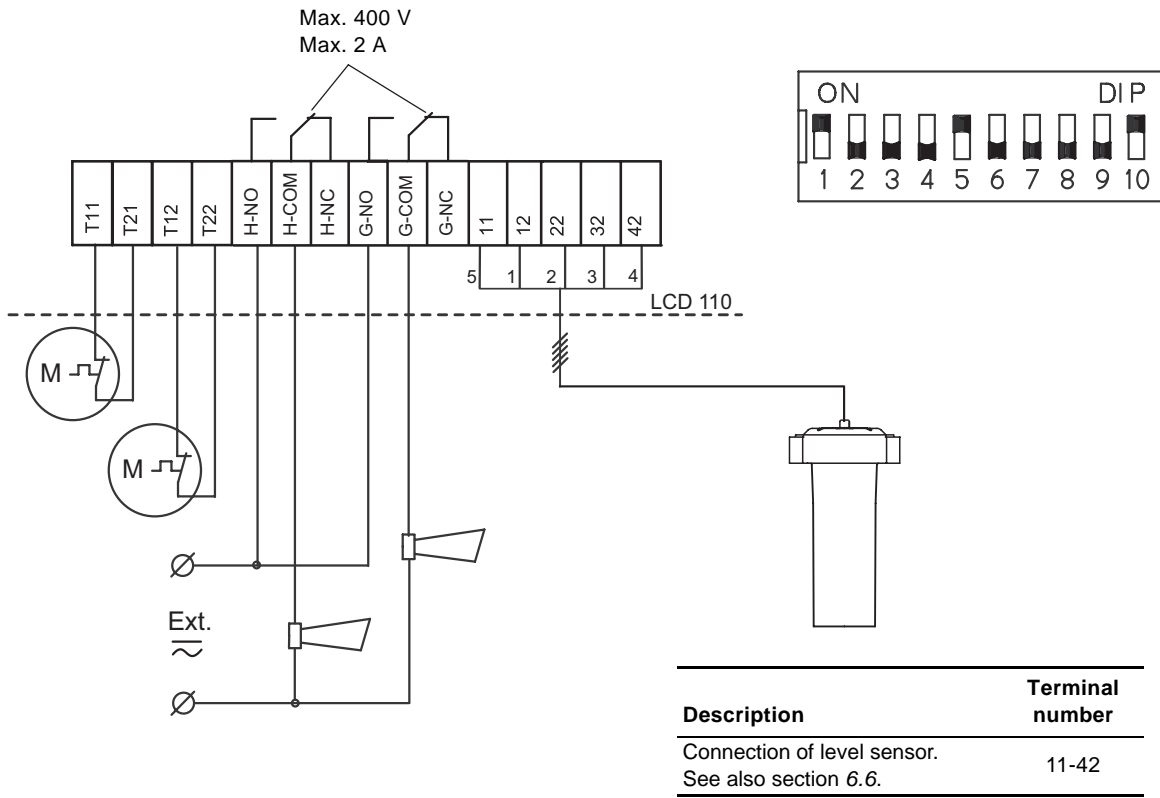 Max. 400 V
Max. 2 A
ON DIP
1 2 3 4 5 6 7 8 9 10
T11 T21 T12 T22 H-NO H-COM H-NC G-NO G-COM G-NC 11 12 22 32 42
5 1 2 3 4
LCD 110
M
M
Ext.
Description Terminal number
Connection of level sensor. 11-42
See also section 6.6.